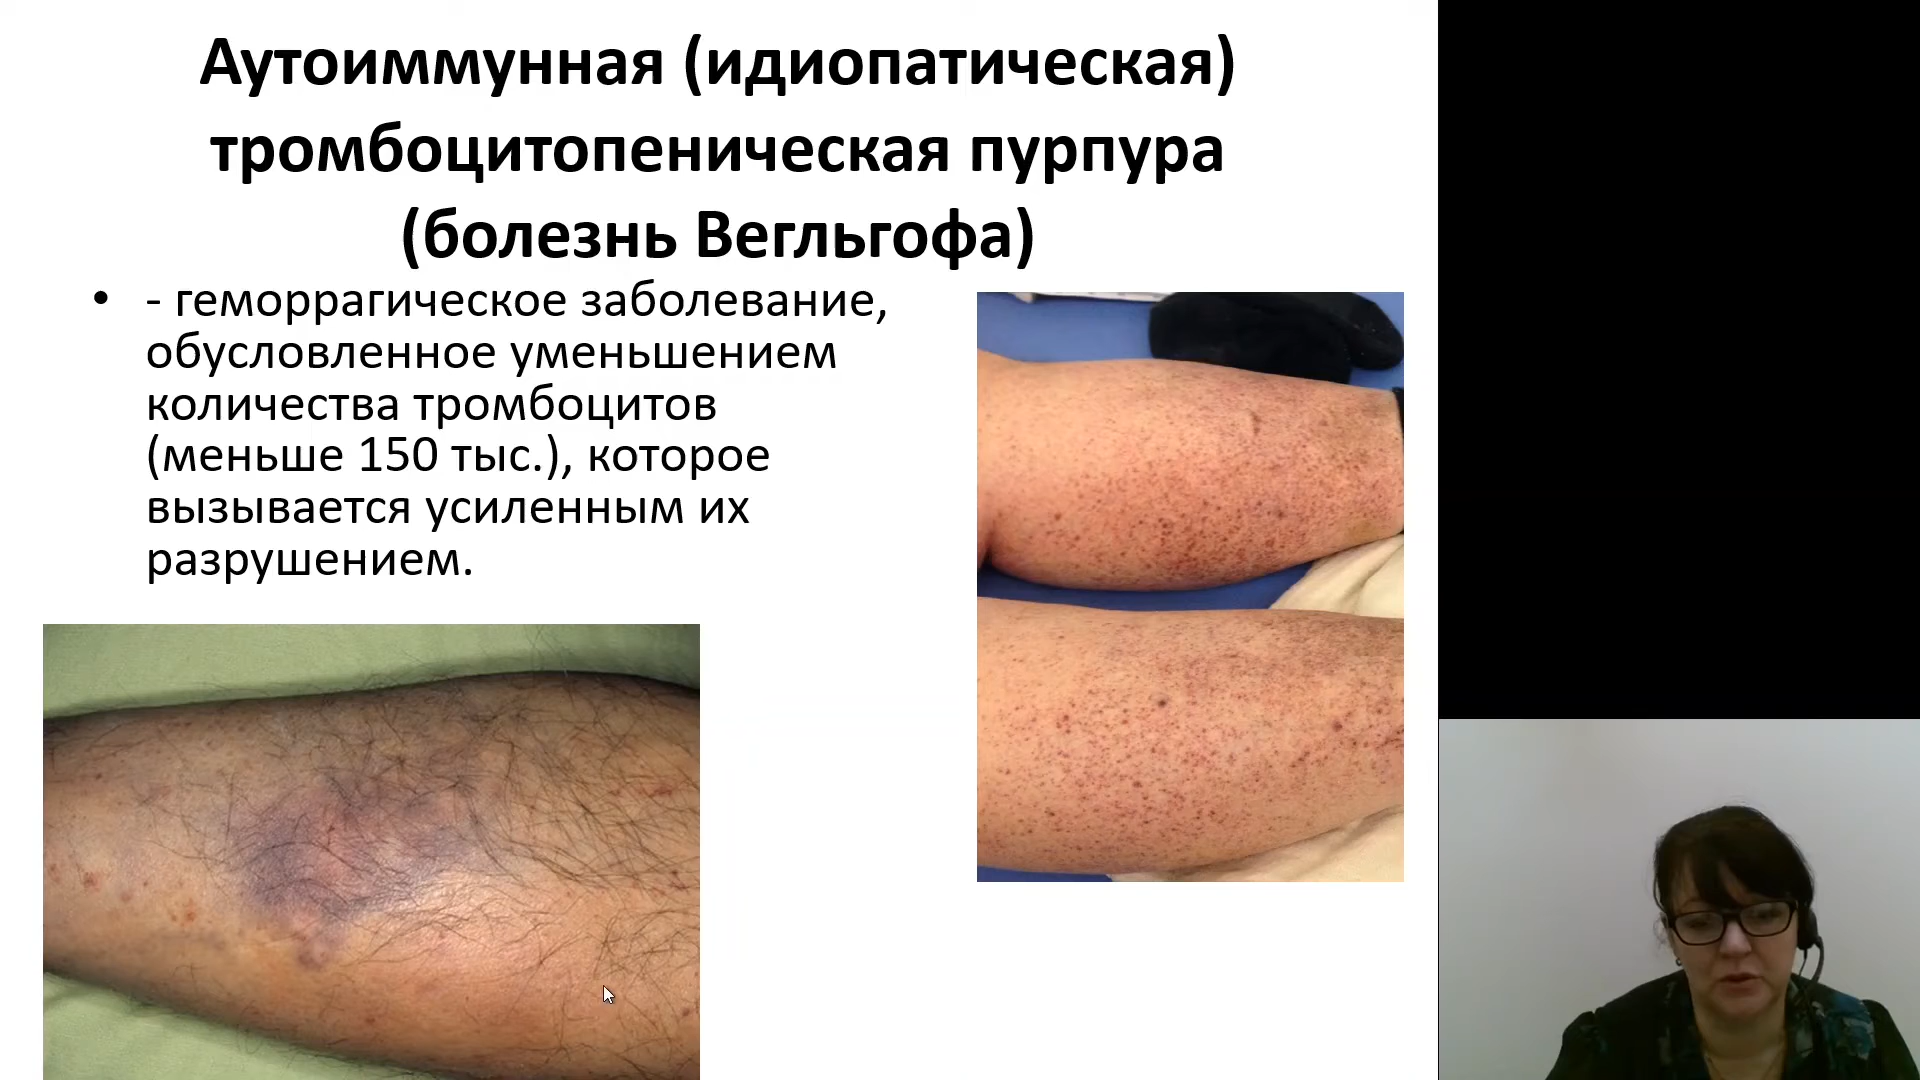 Аутоиммунная (идиопатическая)
тромбоцитопеническая пурпура
(болезнь Вегльгофа)
• - геморрагическое заболевание,
обусловленное уменьшением
количества тромбоцитов
(меньше 150 тыс.), которое
вызывается усиленным их
разрушением.